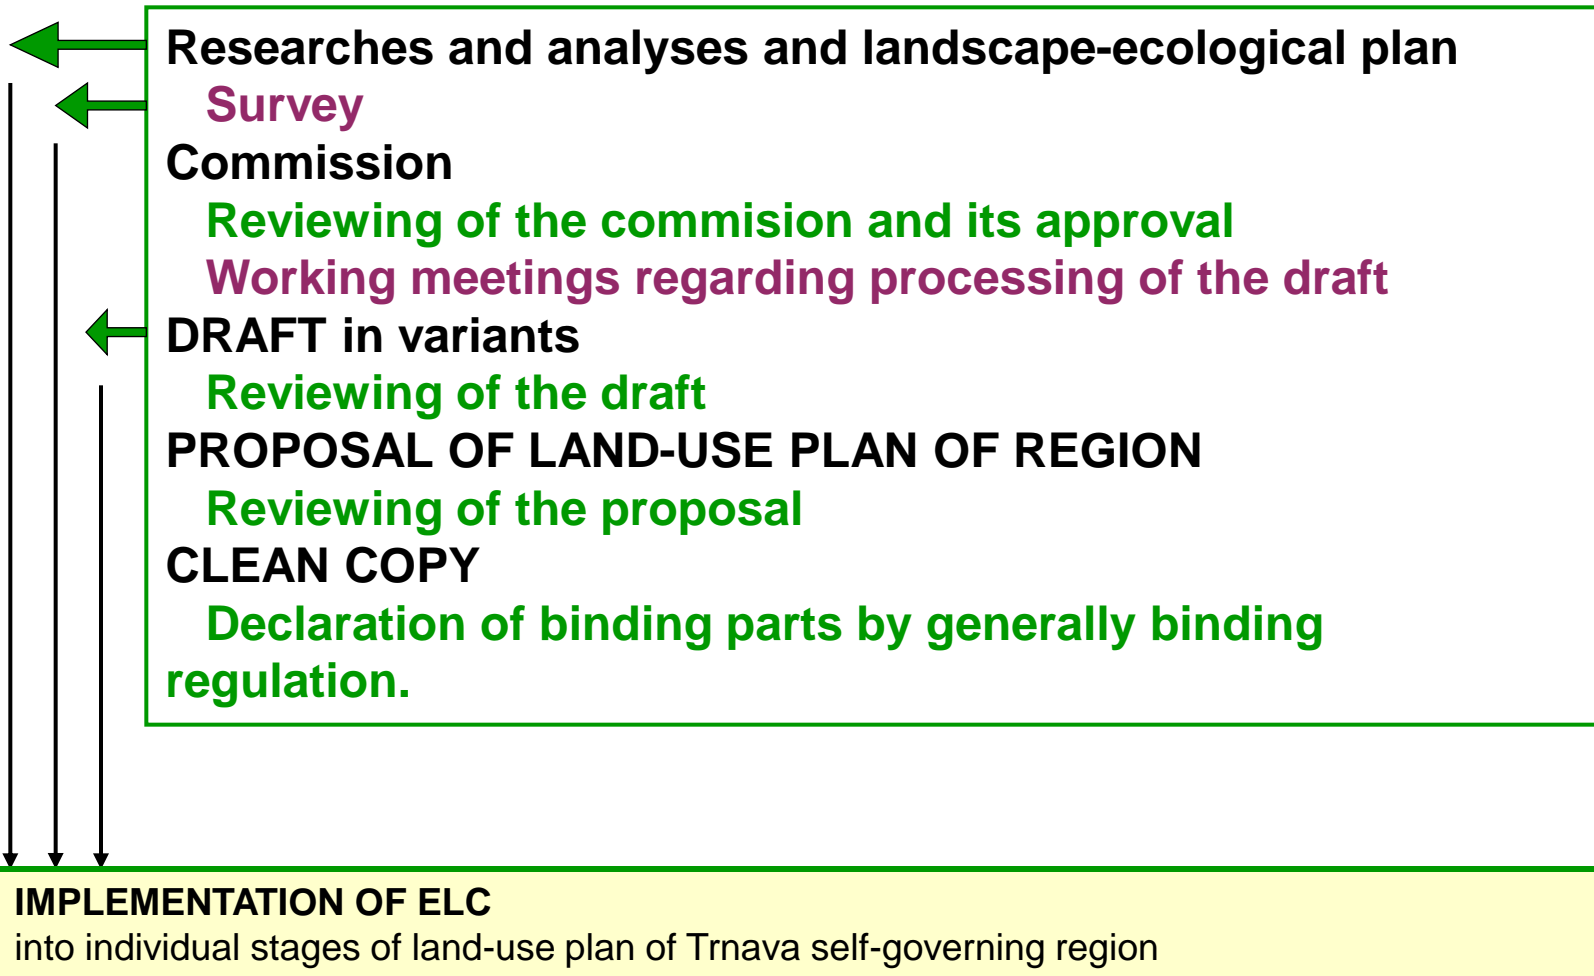 Researches and analyses and landscape-ecological plan
Survey
Commission
Reviewing of the commision and its approval
Working meetings regarding processing of the draft
DRAFT in variants
Reviewing of the draft
PROPOSAL OF LAND-USE PLAN OF REGION
Reviewing of the proposal
CLEAN COPY
Declaration of binding parts by generally binding
regulation.
IMPLEMENTATION OF ELC
into individual stages of land-use plan of Trnava self-governing region